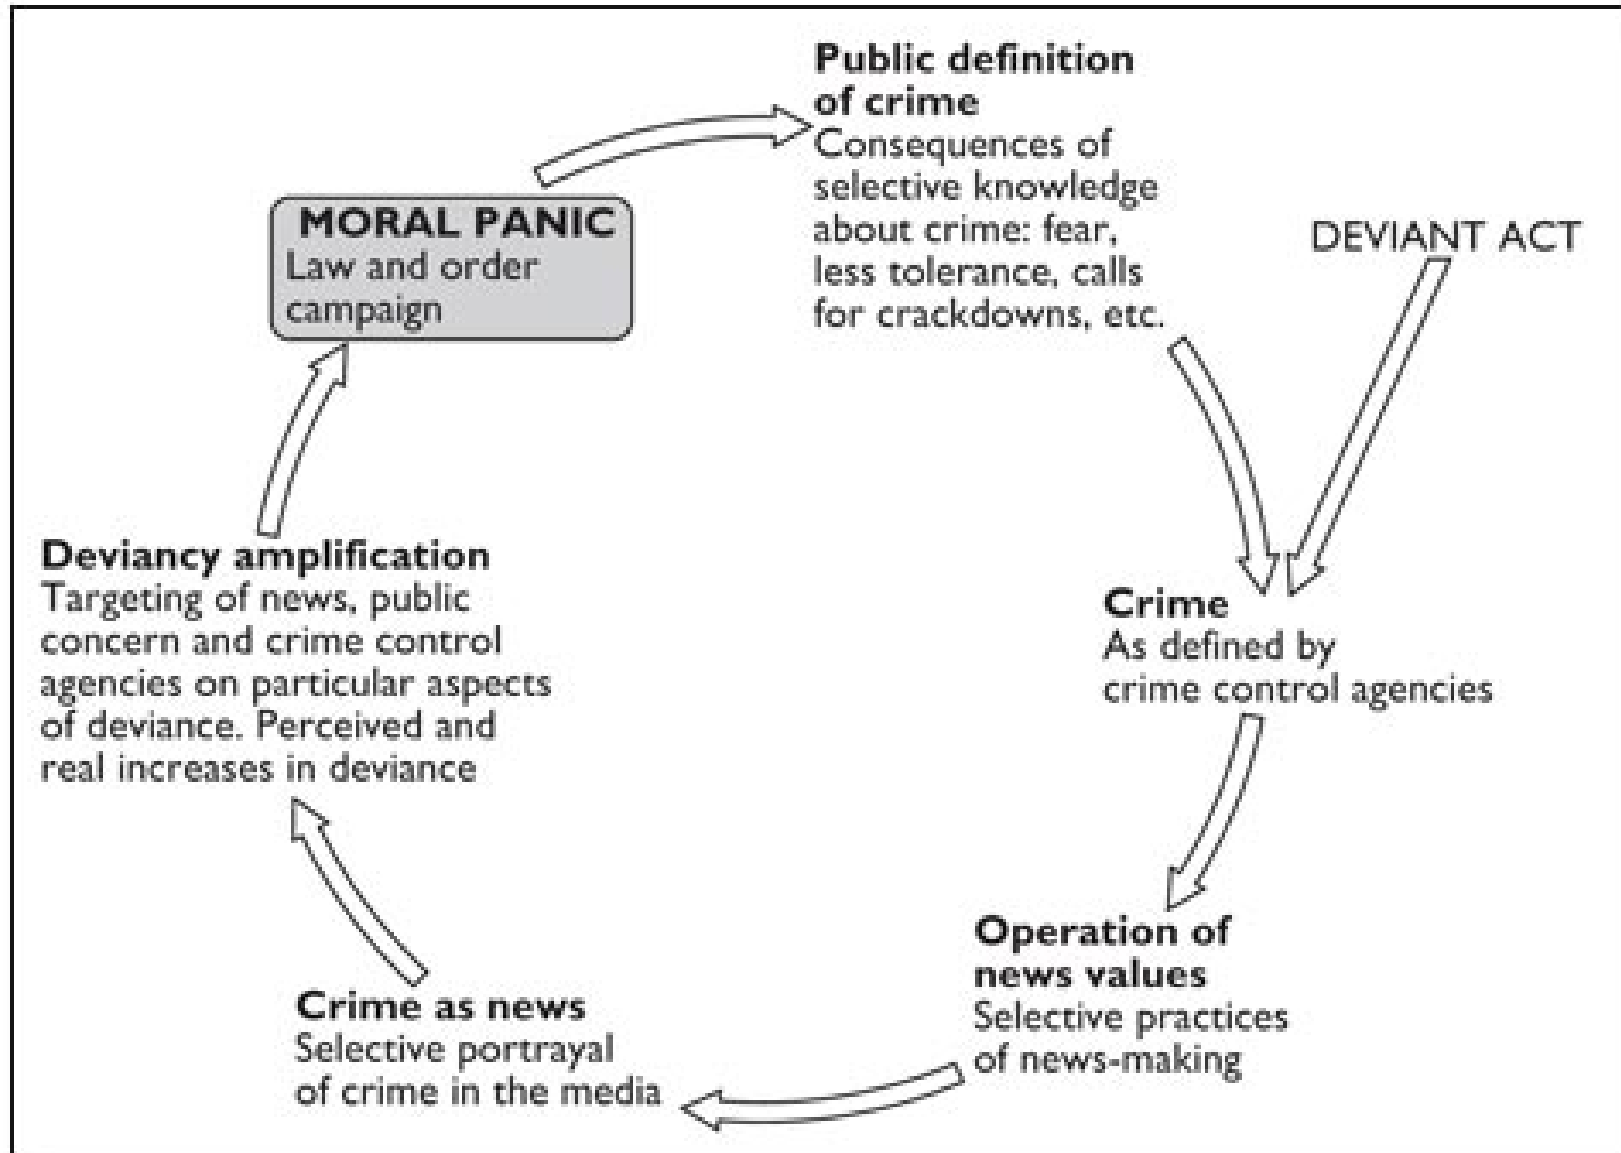 Public definition
of crime
Consequences of
selective knowledge
about crime: fear,
less tolerance, calls
for crackdowns, etc.
MORAL PANIC
Law and order
campaign
DEVIANT ACT
Deviancy amplification
Targeting of news, public
concern and crime control
agencies on particular aspects
of deviance. Perceived and
real increases in deviance
Crime
As defined by
crime control agencies
Operation of
news values
Selective practices
of news-making
Crime as news
Selective portrayal
of crime in the media